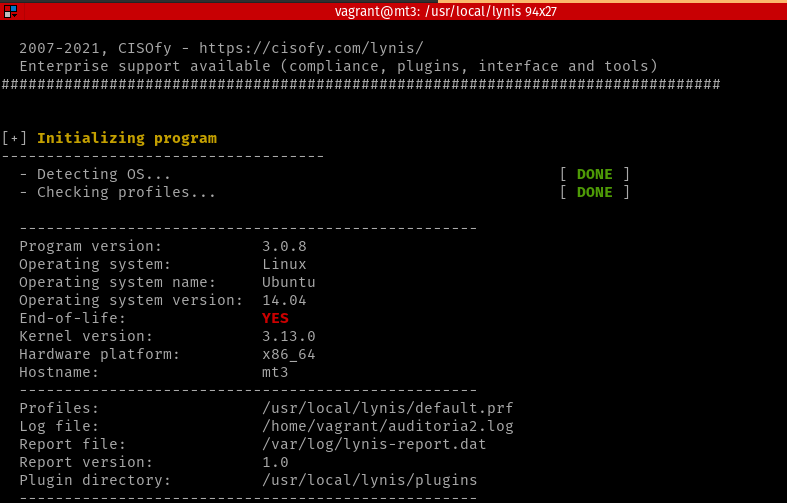 vagrant@mt3: /usr/local/lynis 94x27
2007-2021, CISOfy - https://cisofy.com/lynis/
Enterprise support available (compliance, plugins, interface and tools)
################################################################################
[+] Initializing program
------------------------------------
- Detecting OS... [ DONE ]
- Checking profiles... [ DONE ]
---------------------------------------------------
Program version: 3.0.8
Operating system: Linux
Operating system name: Ubuntu
Operating system version: 14.04
End-of-life: YES
Kernel version: 3.13.0
Hardware platform: x86_64
Hostname: mt3
---------------------------------------------------
Profiles: /usr/local/lynis/default.prf
Log file: /home/vagrant/auditoria2.log
Report file: /var/log/lynis-report.dat
Report version: 1.0
Plugin directory: /usr/local/lynis/plugins
---------------------------------------------------